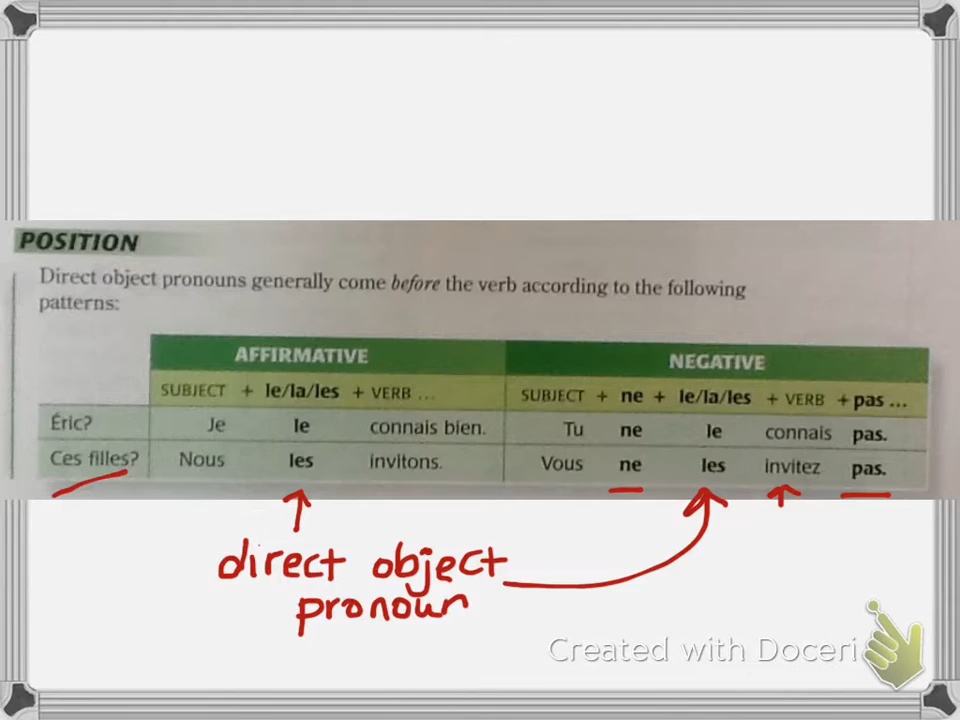 POSITION
Direct object pronouns generally come before the verb according to the following
patterns:
AFFIRMATIVE NEGATIVE
SUBJECT + le/la/les + VERB ... SUBJECT + ne + le/la/les + VERB + pas ...
Éric? Je le connais bien. Tu ne le connais pas.
Ces filles? Nous les invitons. Vous ne les invitez pas.
direct object
pronoun
Created with Doceri